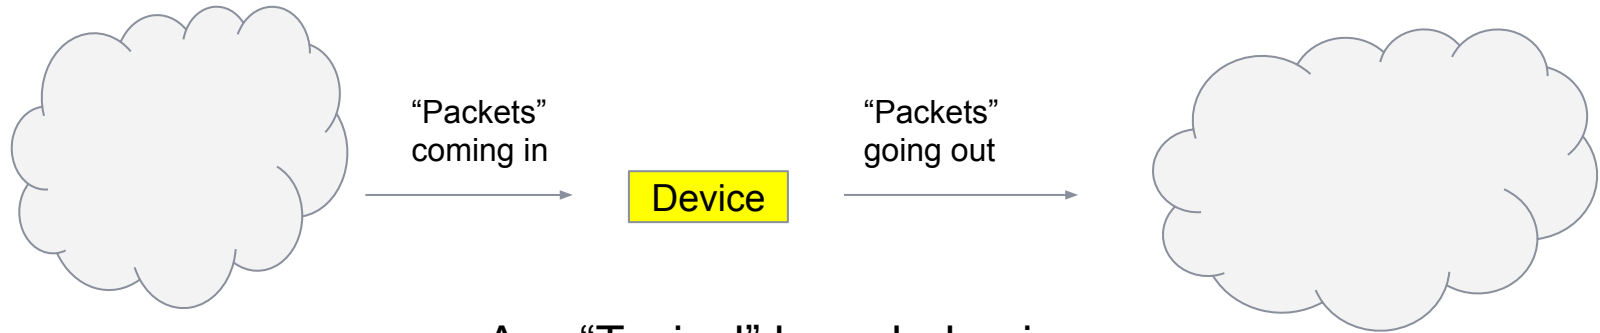 “Packets”
coming in
“Packets”
going out
Device